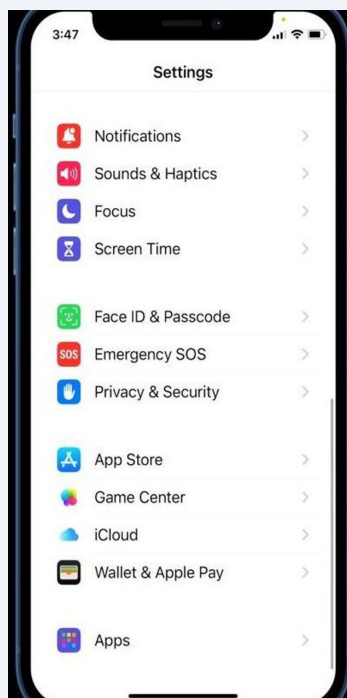 3:47
Settings
Notifications
Sounds & Haptics
Focus
Screen Time
Face ID & Passcode
SOS Emergency SOS
Privacy & Security
App Store
Game Center
iCloud
Wallet & Apple Pay
Apps